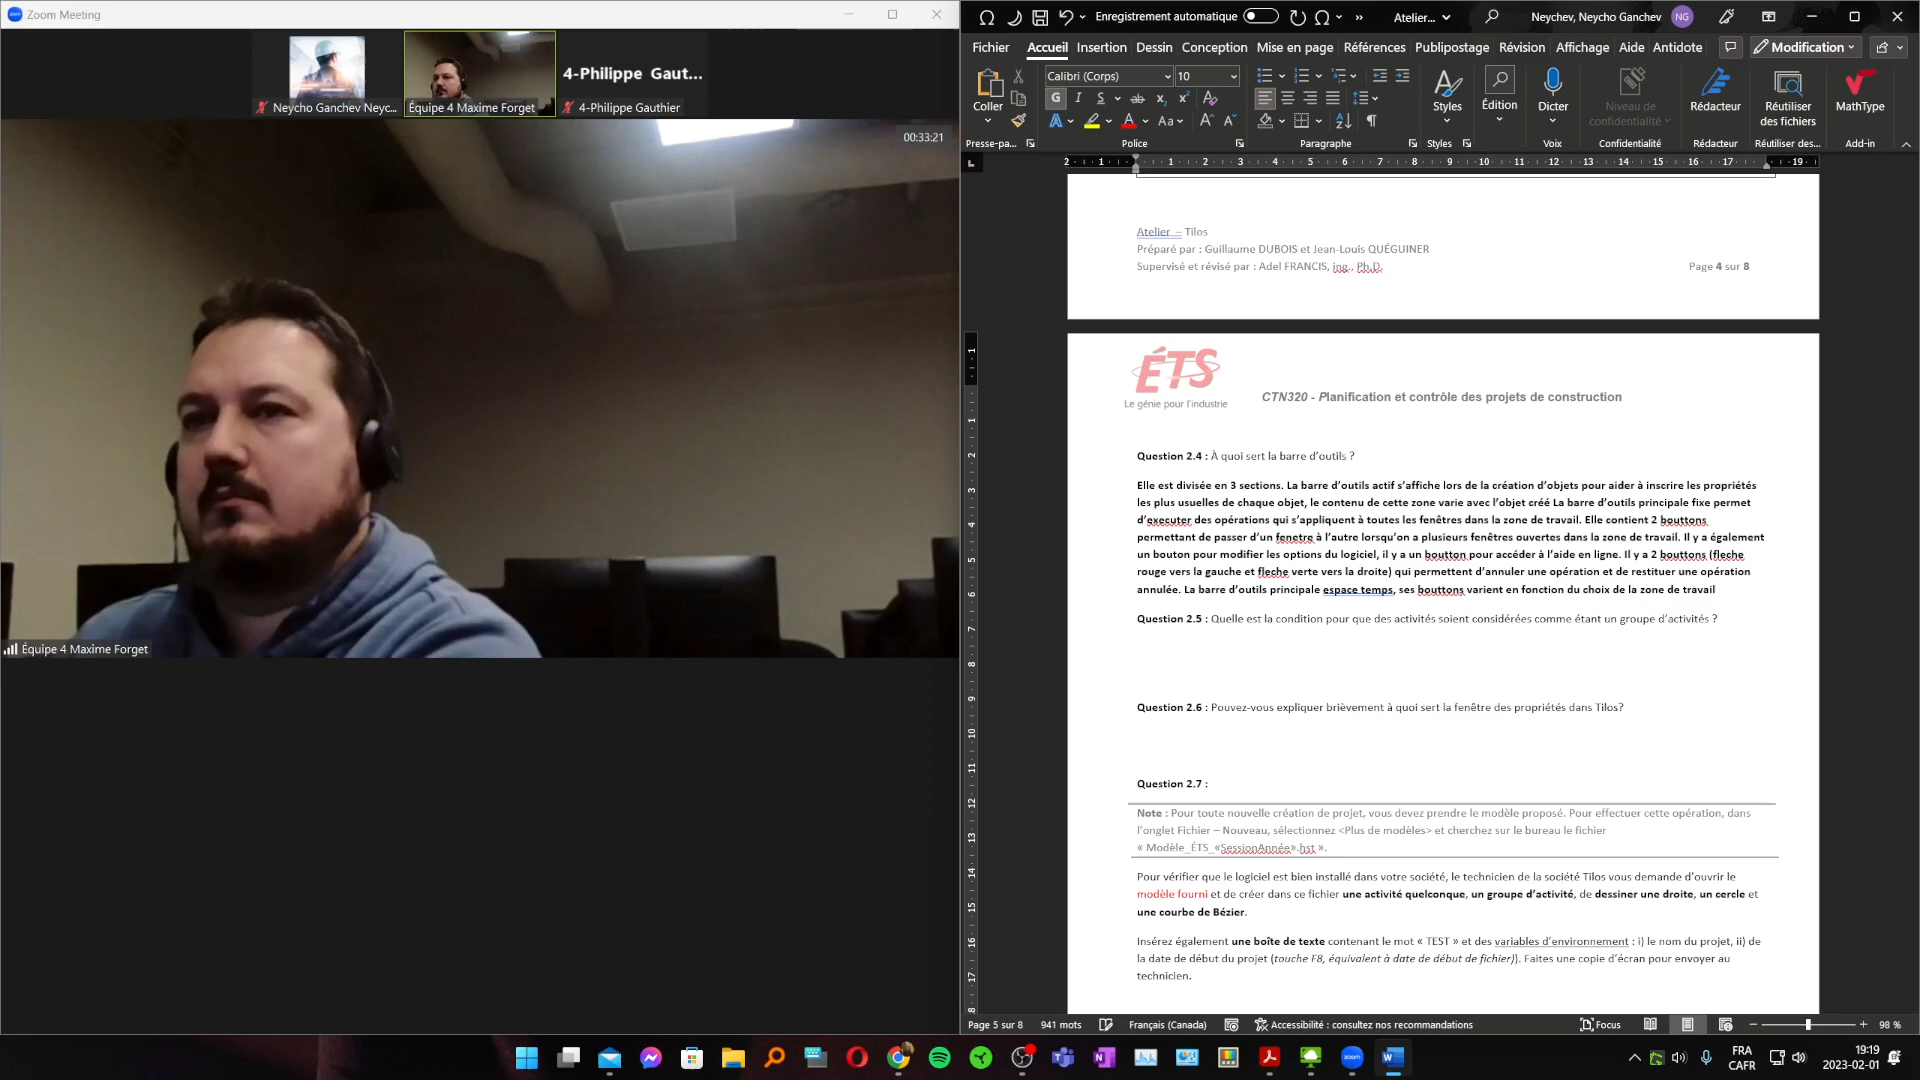 Zoom Meeting
Neycho Ganchev Neyc...
Équipe 4 Maxime Forget
4-Philippe Gaut...
4-Philippe Gauthier
00:33:21
Équipe 4 Maxime Forget
Enregistrement automatique
Atelier...
Neychev, Neycho Ganchev
NG
Fichier Accueil Insertion Dessin Conception Mise en page Références Publipostage Révision Affichage Aide Antidote
Modification
Coller
Calibri (Corps)
10
Styles
Édition
Dicter
Niveau de confidentialité
Rédacteur
Réutiliser des fichiers
MathType
Presse-pa...
Police
Paragraphe
Styles
Voix
Confidentialité
Rédacteur
Réutiliser des...
Add-in
Atelier – Tilos
Préparé par : Guillaume DUBOIS et Jean-Louis QUÉGUINER
Supervisé et révisé par : Adel FRANCIS, ing., Ph.D.
Page 4 sur 8
ÉTS
Le génie pour l'industrie
CTN320 - Planification et contrôle des projets de construction
Question 2.4 : À quoi sert la barre d'outils ?
Elle est divisée en 3 sections. La barre d'outils actif s'affiche lors de la création d'objets pour aider à inscrire les propriétés
les plus usuelles de chaque objet, le contenu de cette zone varie avec l'objet créé La barre d'outils principale fixe permet
d'executer des opérations qui s'appliquent à toutes les fenêtres dans la zone de travail. Elle contient 2 bouttons
permettant de passer d'un fenetre à l'autre lorsqu'on a plusieurs fenêtres ouvertes dans la zone de travail. Il y a également
un bouton pour modifier les options du logiciel, il y a un boutton pour accéder à l'aide en ligne. Il y a 2 bouttons (fleche
rouge vers la gauche et fleche verte vers la droite) qui permettent d'annuler une opération et de restituer une opération
annulée. La barre d'outils principale espace temps, ses bouttons varient en fonction du choix de la zone de travail
Question 2.5 : Quelle est la condition pour que des activités soient considérées comme étant un groupe d'activités ?
Question 2.6 : Pouvez-vous expliquer brièvement à quoi sert la fenêtre des propriétés dans Tilos?
Question 2.7 :
Note : Pour toute nouvelle création de projet, vous devez prendre le modèle proposé. Pour effectuer cette opération, dans
l'onglet Fichier – Nouveau, sélectionnez <Plus de modèles> et cherchez sur le bureau le fichier
« Modèle_ÉTS_«SessionAnnée».hst ».
Pour vérifier que le logiciel est bien installé dans votre société, le technicien de la société Tilos vous demande d'ouvrir le
modèle fourni et de créer dans ce fichier une activité quelconque, un groupe d'activité, de dessiner une droite, un cercle et
une courbe de Bézier.
Insérez également une boîte de texte contenant le mot « TEST » et des variables d'environnement : i) le nom du projet, ii) de
la date de début du projet (touche F8, équivalent à date de début de fichier)). Faites une copie d'écran pour envoyer au
technicien.
Page 5 sur 8
941 mots
Français (Canada)
Accessibilité : consultez nos recommandations
Focus
98 %
FRA
CAFR
19:19
2023-02-01